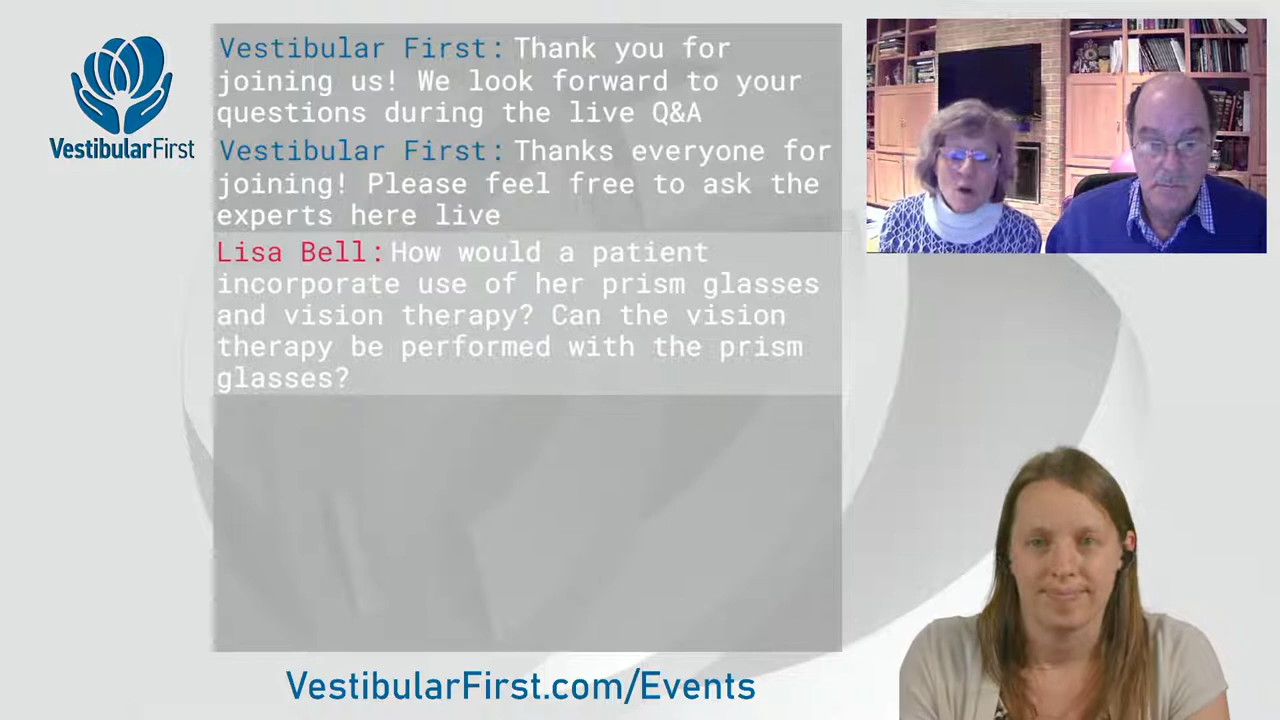 VestibularFirst
Vestibular First: Thank you for
joining us! We look forward to your
questions during the live Q&A
Vestibular First: Thanks everyone for
joining! Please feel free to ask the
experts here live
Lisa Bell: How would a patient
incorporate use of her prism glasses
and vision therapy? Can the vision
therapy be performed with the prism
glasses?
VestibularFirst.com/Events